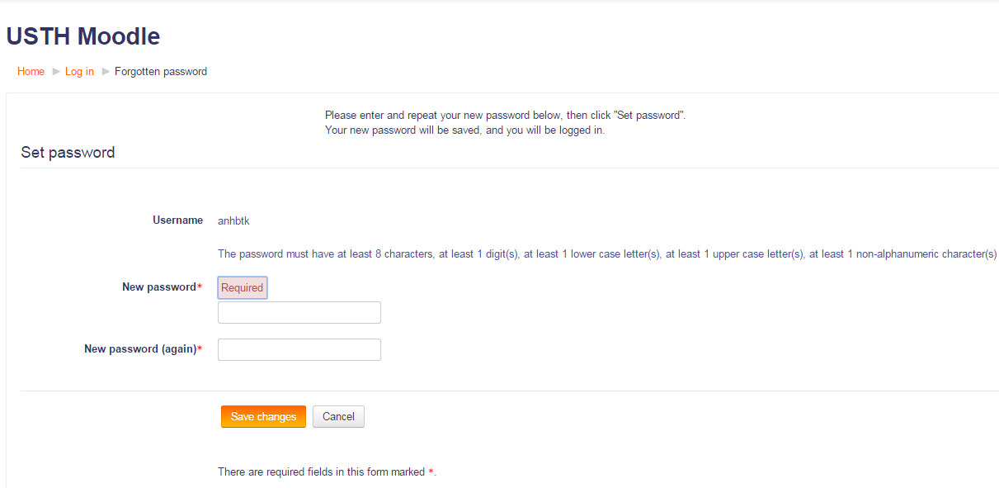 USTH Moodle
Home ▶ Log in ▶ Forgotten password
Please enter and repeat your new password below, then click "Set password".
Your new password will be saved, and you will be logged in.
Set password
Username anhbtk
The password must have at least 8 characters, at least 1 digit(s), at least 1 lower case letter(s), at least 1 upper case letter(s), at least 1 non-alphanumeric character(s)
New password* Required
New password (again)*
Save changes Cancel
There are required fields in this form marked *.